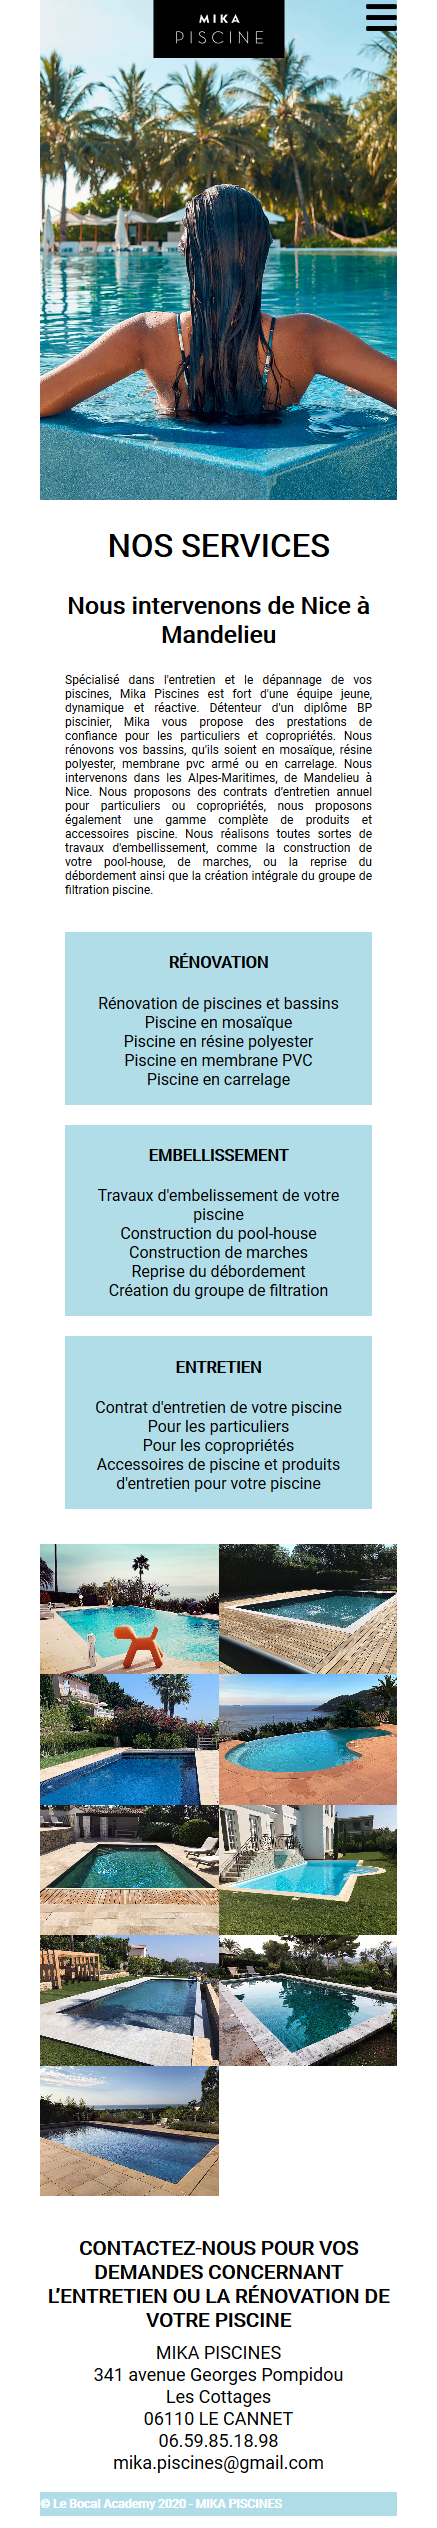 MIKA
PISCINE
NOS SERVICES
Nous intervenons de Nice à
Mandelieu
Spécialisé dans l'entretien et le dépannage de vos
piscines, Mika Piscines est fort d'une équipe jeune,
dynamique et réactive. Détenteur d'un diplôme BP
piscinier, Mika vous propose des prestations de
confiance pour les particuliers et copropriétés. Nous
rénovons vos bassins, qu'ils soient en mosaïque, résine
polyester, membrane pvc armé ou en carrelage. Nous
intervenons dans les Alpes-Maritimes, de Mandelieu à
Nice. Nous proposons des contrats d'entretien annuel
pour particuliers ou copropriétés, nous proposons
également une gamme complète de produits et
accessoires piscine. Nous réalisons toutes sortes de
travaux d'embellissement, comme la construction de
votre pool-house, de marches, ou la reprise du
débordement ainsi que la création intégrale du groupe de
filtration piscine.
RÉNOVATION
Rénovation de piscines et bassins
Piscine en mosaïque
Piscine en résine polyester
Piscine en membrane PVC
Piscine en carrelage
EMBELLISSEMENT
Travaux d'embelissement de votre
piscine
Construction du pool-house
Construction de marches
Reprise du débordement
Création du groupe de filtration
ENTRETIEN
Contrat d'entretien de votre piscine
Pour les particuliers
Pour les copropriétés
Accessoires de piscine et produits
d'entretien pour votre piscine
CONTACTEZ-NOUS POUR VOS
DEMANDES CONCERNANT
L'ENTRETIEN OU LA RÉNOVATION DE
VOTRE PISCINE
MIKA PISCINES
341 avenue Georges Pompidou
Les Cottages
06110 LE CANNET
06.59.85.18.98
mika.piscines@gmail.com
© Le Bocal Academy 2020 - MIKA PISCINES